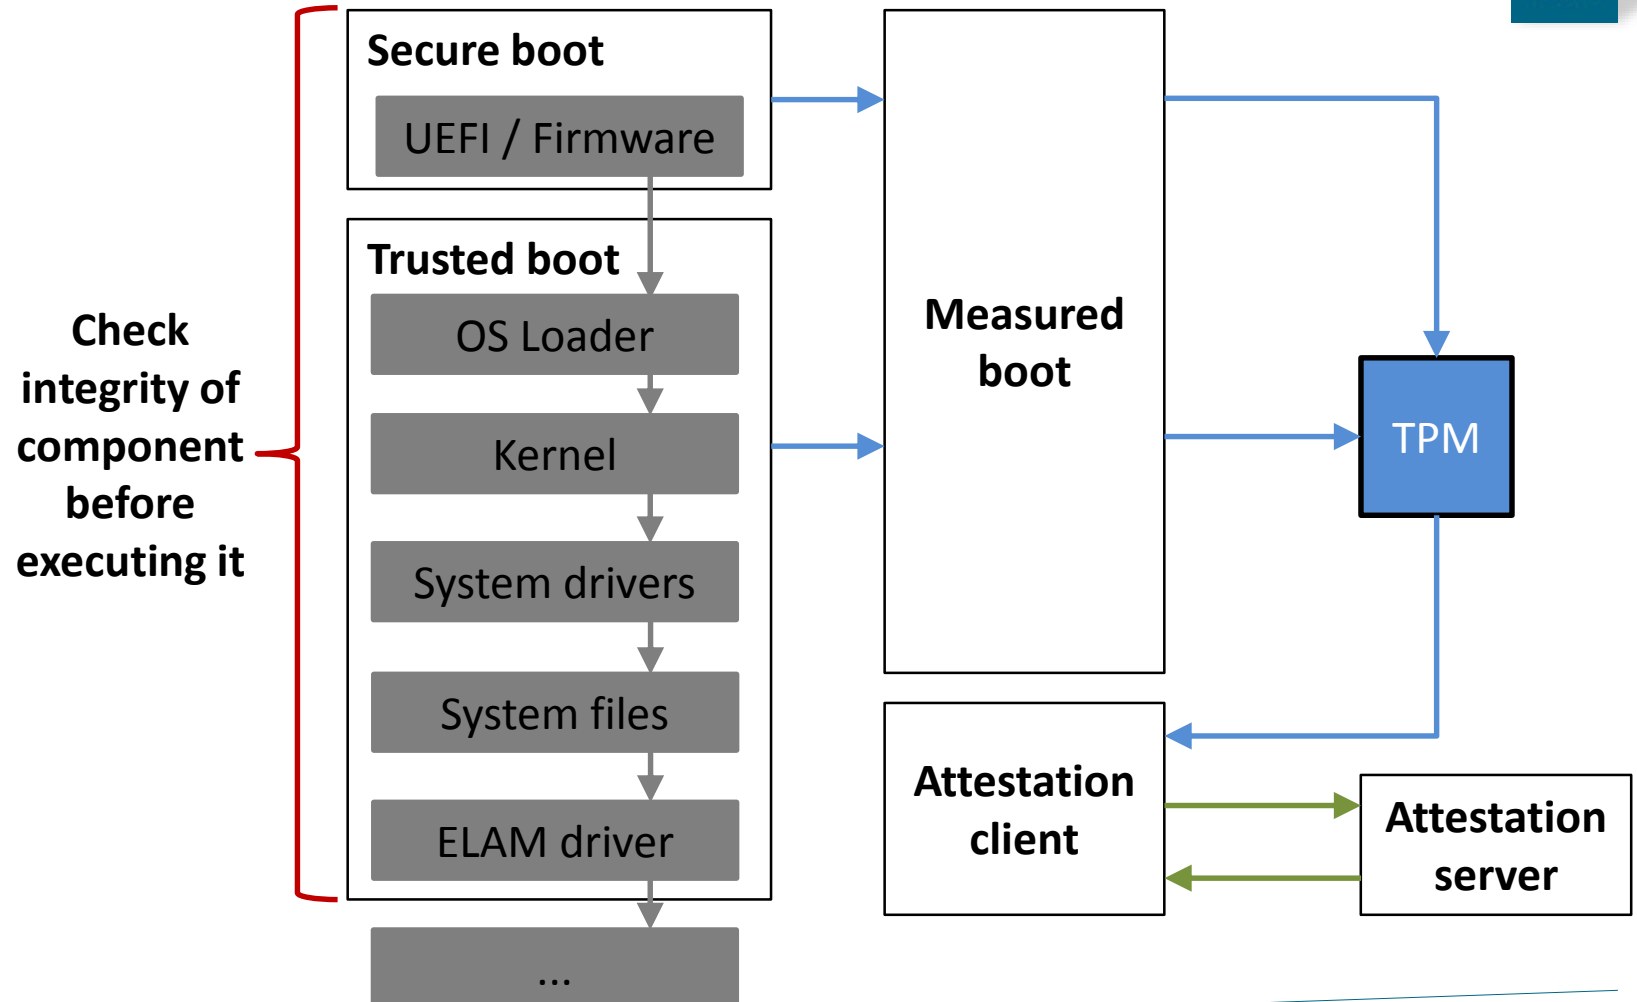 Secure boot
UEFI / Firmware
Trusted boot
OS Loader
Kernel
System drivers
System files
ELAM driver
...
Check
integrity of
component
before
executing it
Measured
boot
TPM
Attestation
client
Attestation
server